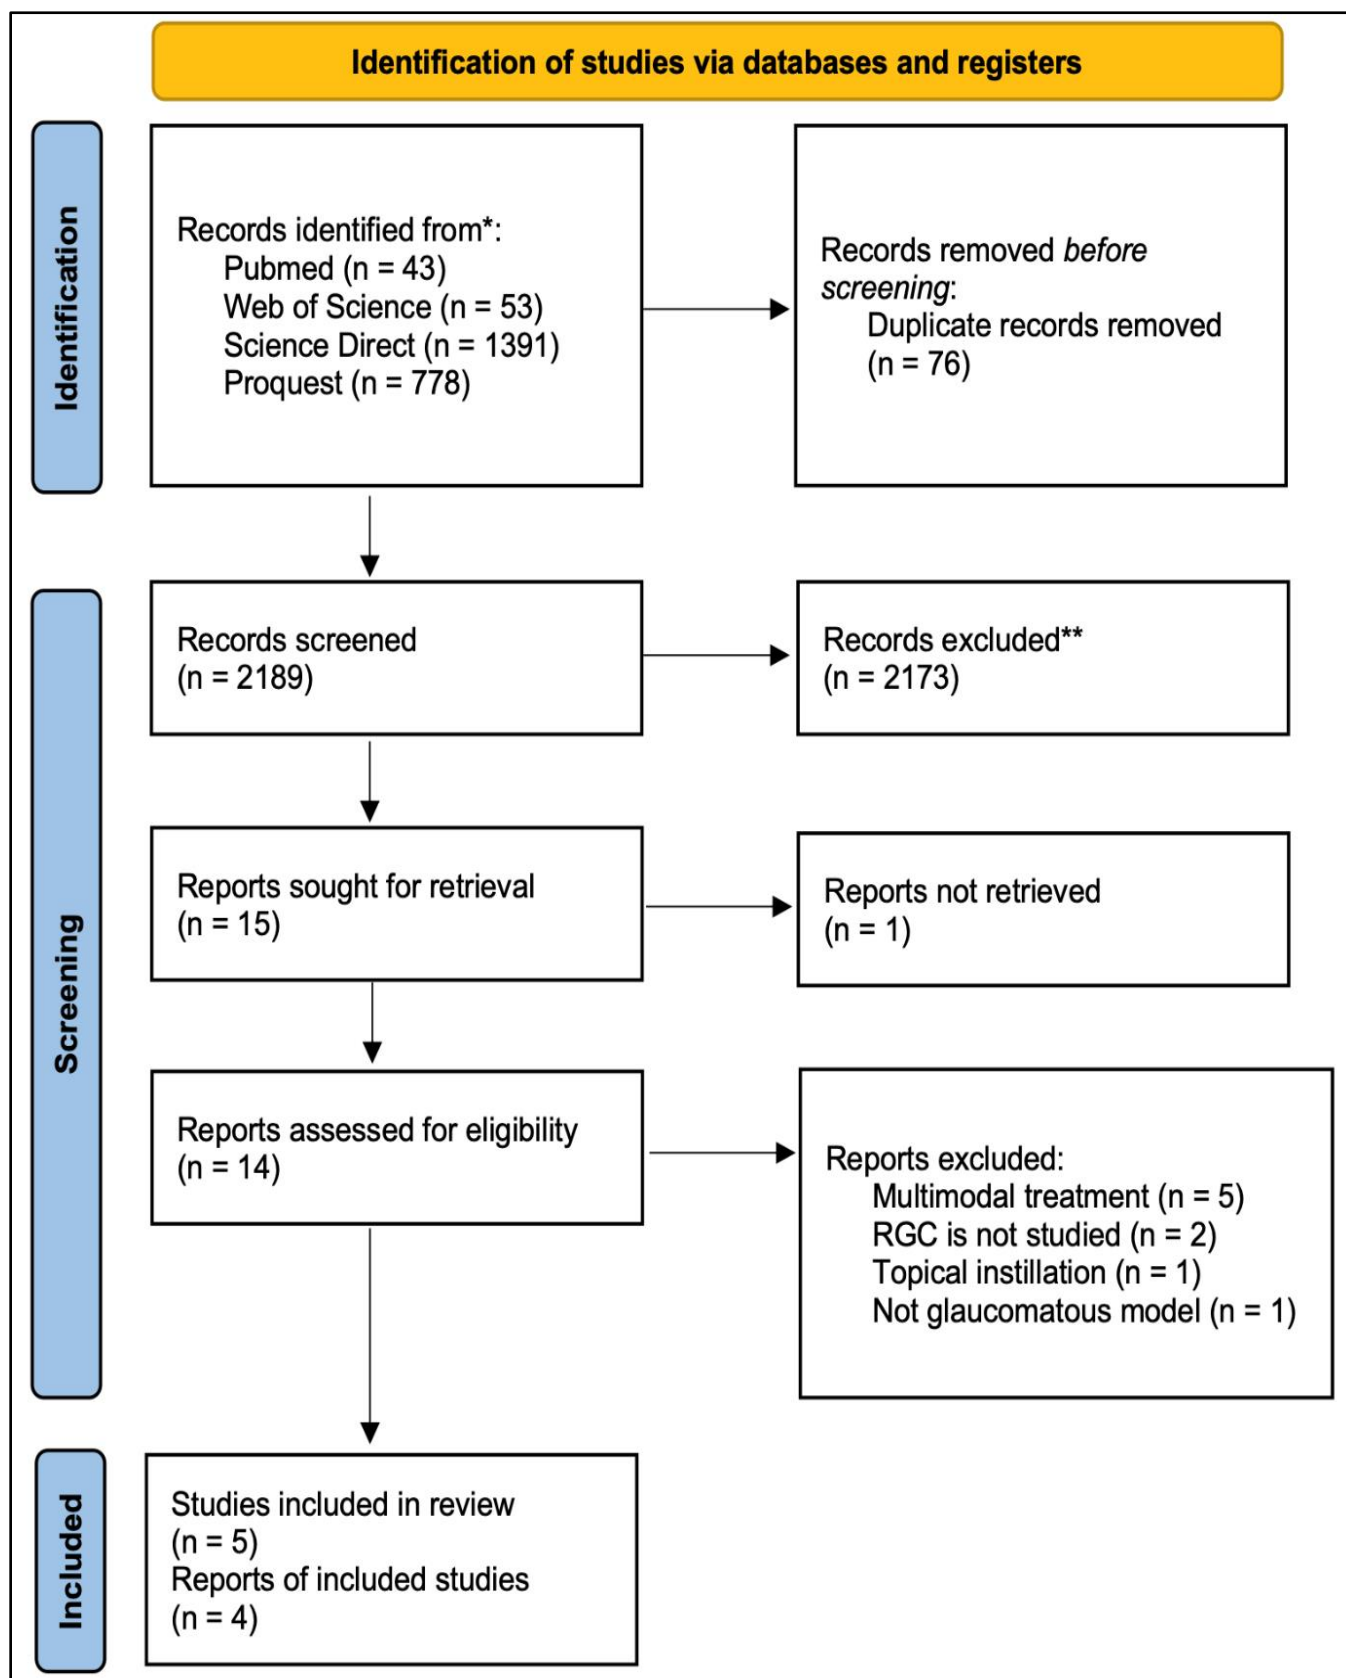 Identification of studies via databases and registers
Identification
Records identified from*:
Pubmed (n = 43)
Web of Science (n = 53)
Science Direct (n = 1391)
Proquest (n = 778)
Records removed before
screening:
Duplicate records removed
(n = 76)
Screening
Records screened
(n = 2189)
Records excluded**
(n = 2173)
Reports sought for retrieval
(n = 15)
Reports not retrieved
(n = 1)
Reports assessed for eligibility
(n = 14)
Reports excluded:
Multimodal treatment (n = 5)
RGC is not studied (n = 2)
Topical instillation (n = 1)
Not glaucomatous model (n = 1)
Included
Studies included in review
(n = 5)
Reports of included studies
(n = 4)